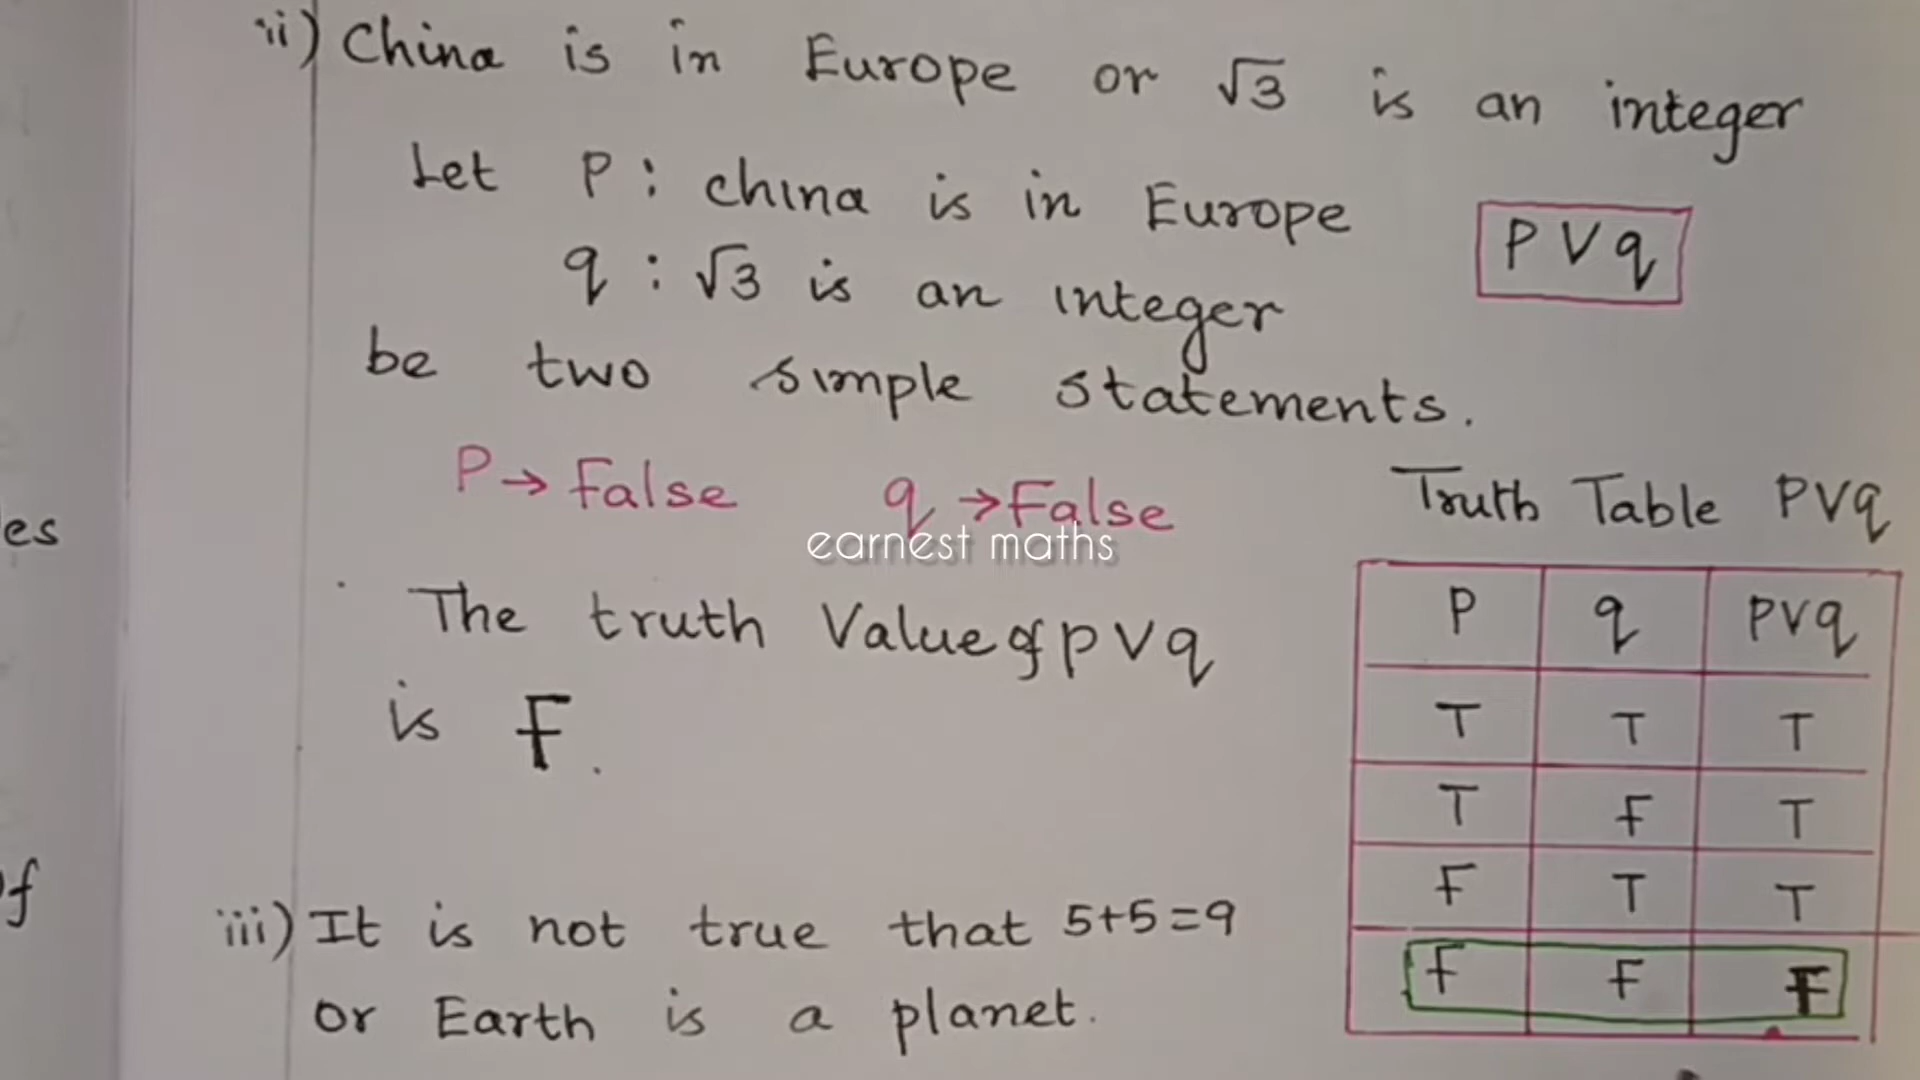 ii) China is in Europe or √3 is an integer
Let p : china is in Europe
p ∨ q
q : √3 is an integer
be two simple statements.
P → False q → False
earnest maths
The truth Value of p ∨ q
is F.
Truth Table P∨q
P q p∨q
T T T
T F T
F T T
F F F
iii) It is not true that 5+5=9
or Earth is a planet.
es
of